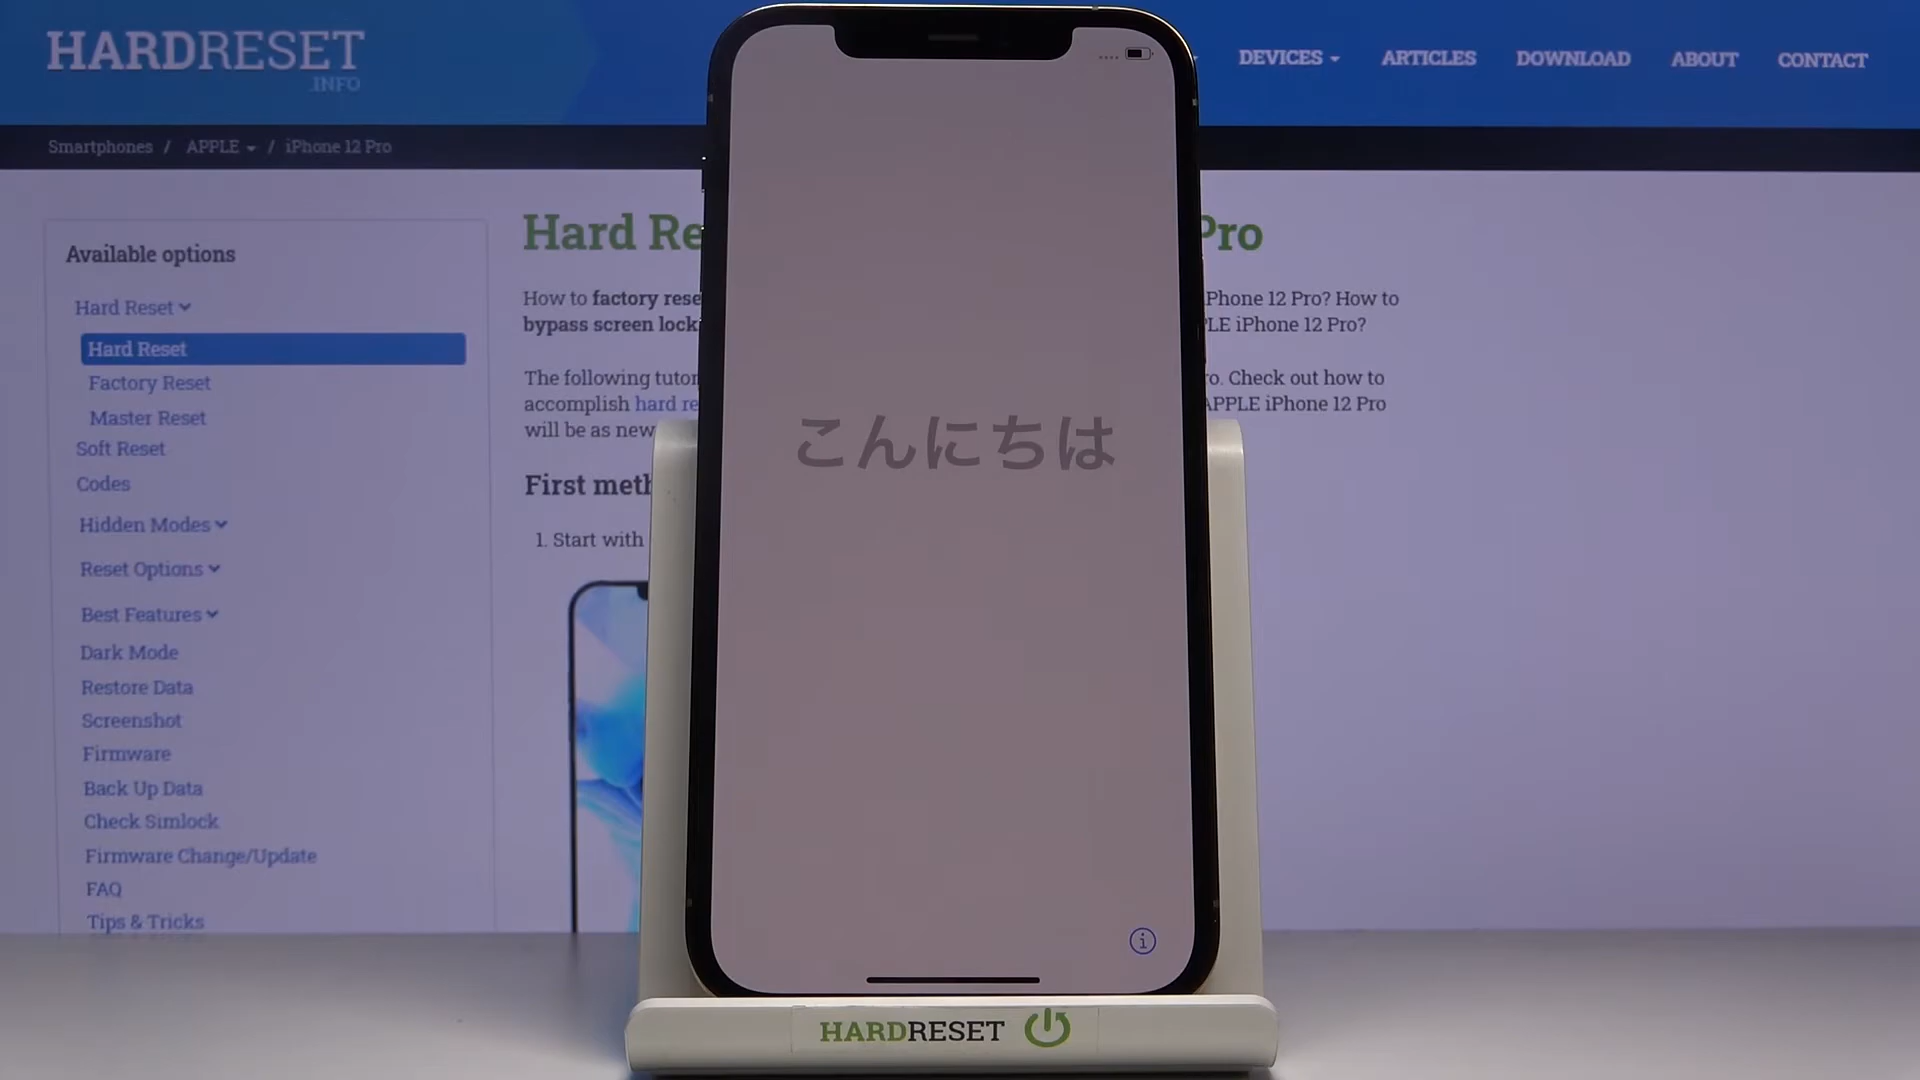 HARDRESET
.INFO
DEVICES
ARTICLES
DOWNLOAD
ABOUT
CONTACT
Smartphones / APPLE / iPhone 12 Pro
Available options
Hard Reset
Hard Reset
Factory Reset
Master Reset
Soft Reset
Codes
Hidden Modes
Reset Options
Best Features
Dark Mode
Restore Data
Screenshot
Firmware
Back Up Data
Check Simlock
Firmware Change/Update
FAQ
Tips & Tricks
Hard Re Pro
How to factory rese Phone 12 Pro? How to
bypass screen lock PLE iPhone 12 Pro?
The following tutor ro. Check out how to
accomplish hard re APPLE iPhone 12 Pro
will be as new
First meth
1. Start with
こんにちは
HARDRESET